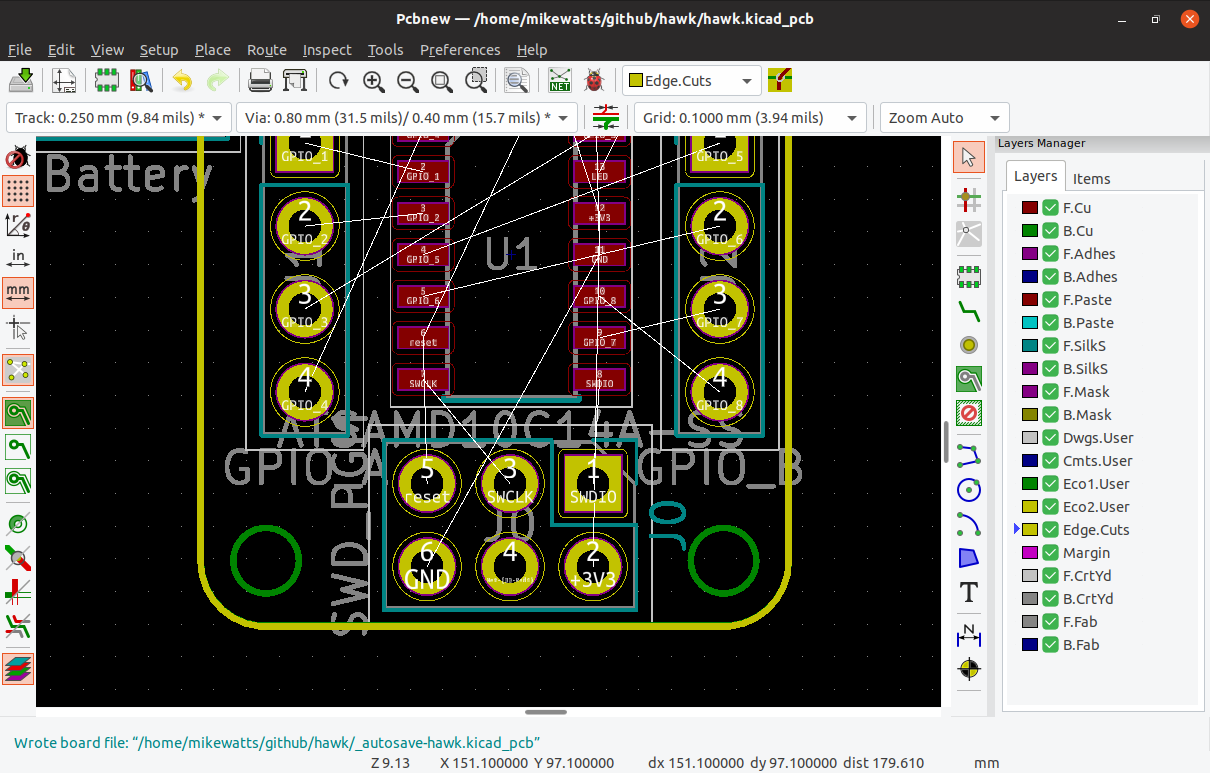 Pcbnew — /home/mikewatts/github/hawk/hawk.kicad_pcb
File Edit View Setup Place Route Inspect Tools Preferences Help
NET
Edge.Cuts
Track: 0.250 mm (9.84 mils) *
Via: 0.80 mm (31.5 mils)/ 0.40 mm (15.7 mils) *
Grid: 0.1000 mm (3.94 mils)
Zoom Auto
in
mm
Battery
GPIO_1
2
GPIO_2
3
GPIO_3
4
GPIO_4
2
GPIO_1
3
GPIO_2
4
GPIO_5
5
GPIO_6
6
reset
7
SWCLK
U1
13
LED
12
+3V3
11
GND
10
GPIO_8
9
GPIO_7
8
SWDIO
GPIO_5
2
GPIO_6
3
GPIO_7
4
GPIO_8
ATSAMD10C14A-SS
GPIO_A
GPIO_B
5
reset
3
SWCLK
1
SWDIO
J0
J0
6
GND
4
2
+3V3
T
N
Layers Manager
Layers Items
F.Cu
B.Cu
F.Adhes
B.Adhes
F.Paste
B.Paste
F.SilkS
B.SilkS
F.Mask
B.Mask
Dwgs.User
Cmts.User
Eco1.User
Eco2.User
Edge.Cuts
Margin
F.CrtYd
B.CrtYd
F.Fab
B.Fab
Wrote board file: “/home/mikewatts/github/hawk/_autosave-hawk.kicad_pcb”
Z 9.13 X 151.100000 Y 97.100000 dx 151.100000 dy 97.100000 dist 179.610 mm